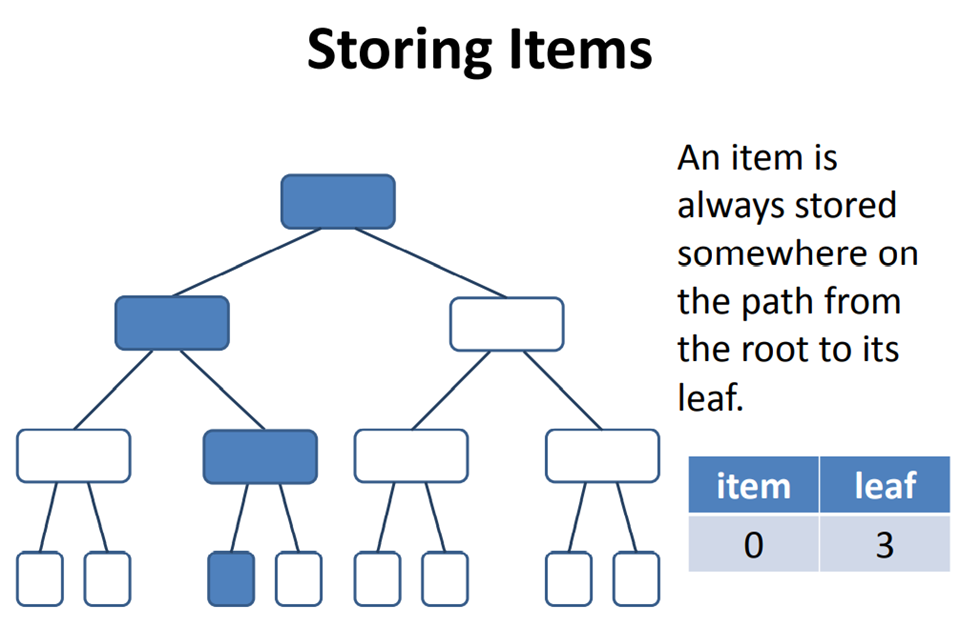 Storing Items
An item is
always stored
somewhere on
the path from
the root to its
leaf.
item leaf
0 3